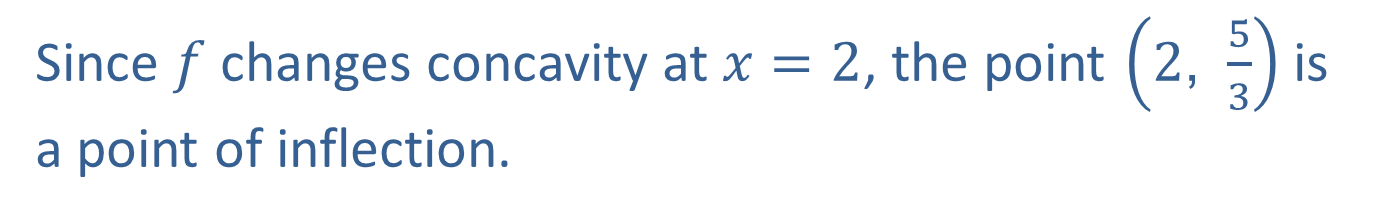 Since f changes concavity at x = 2, the point (2, 5/3) is
a point of inflection.